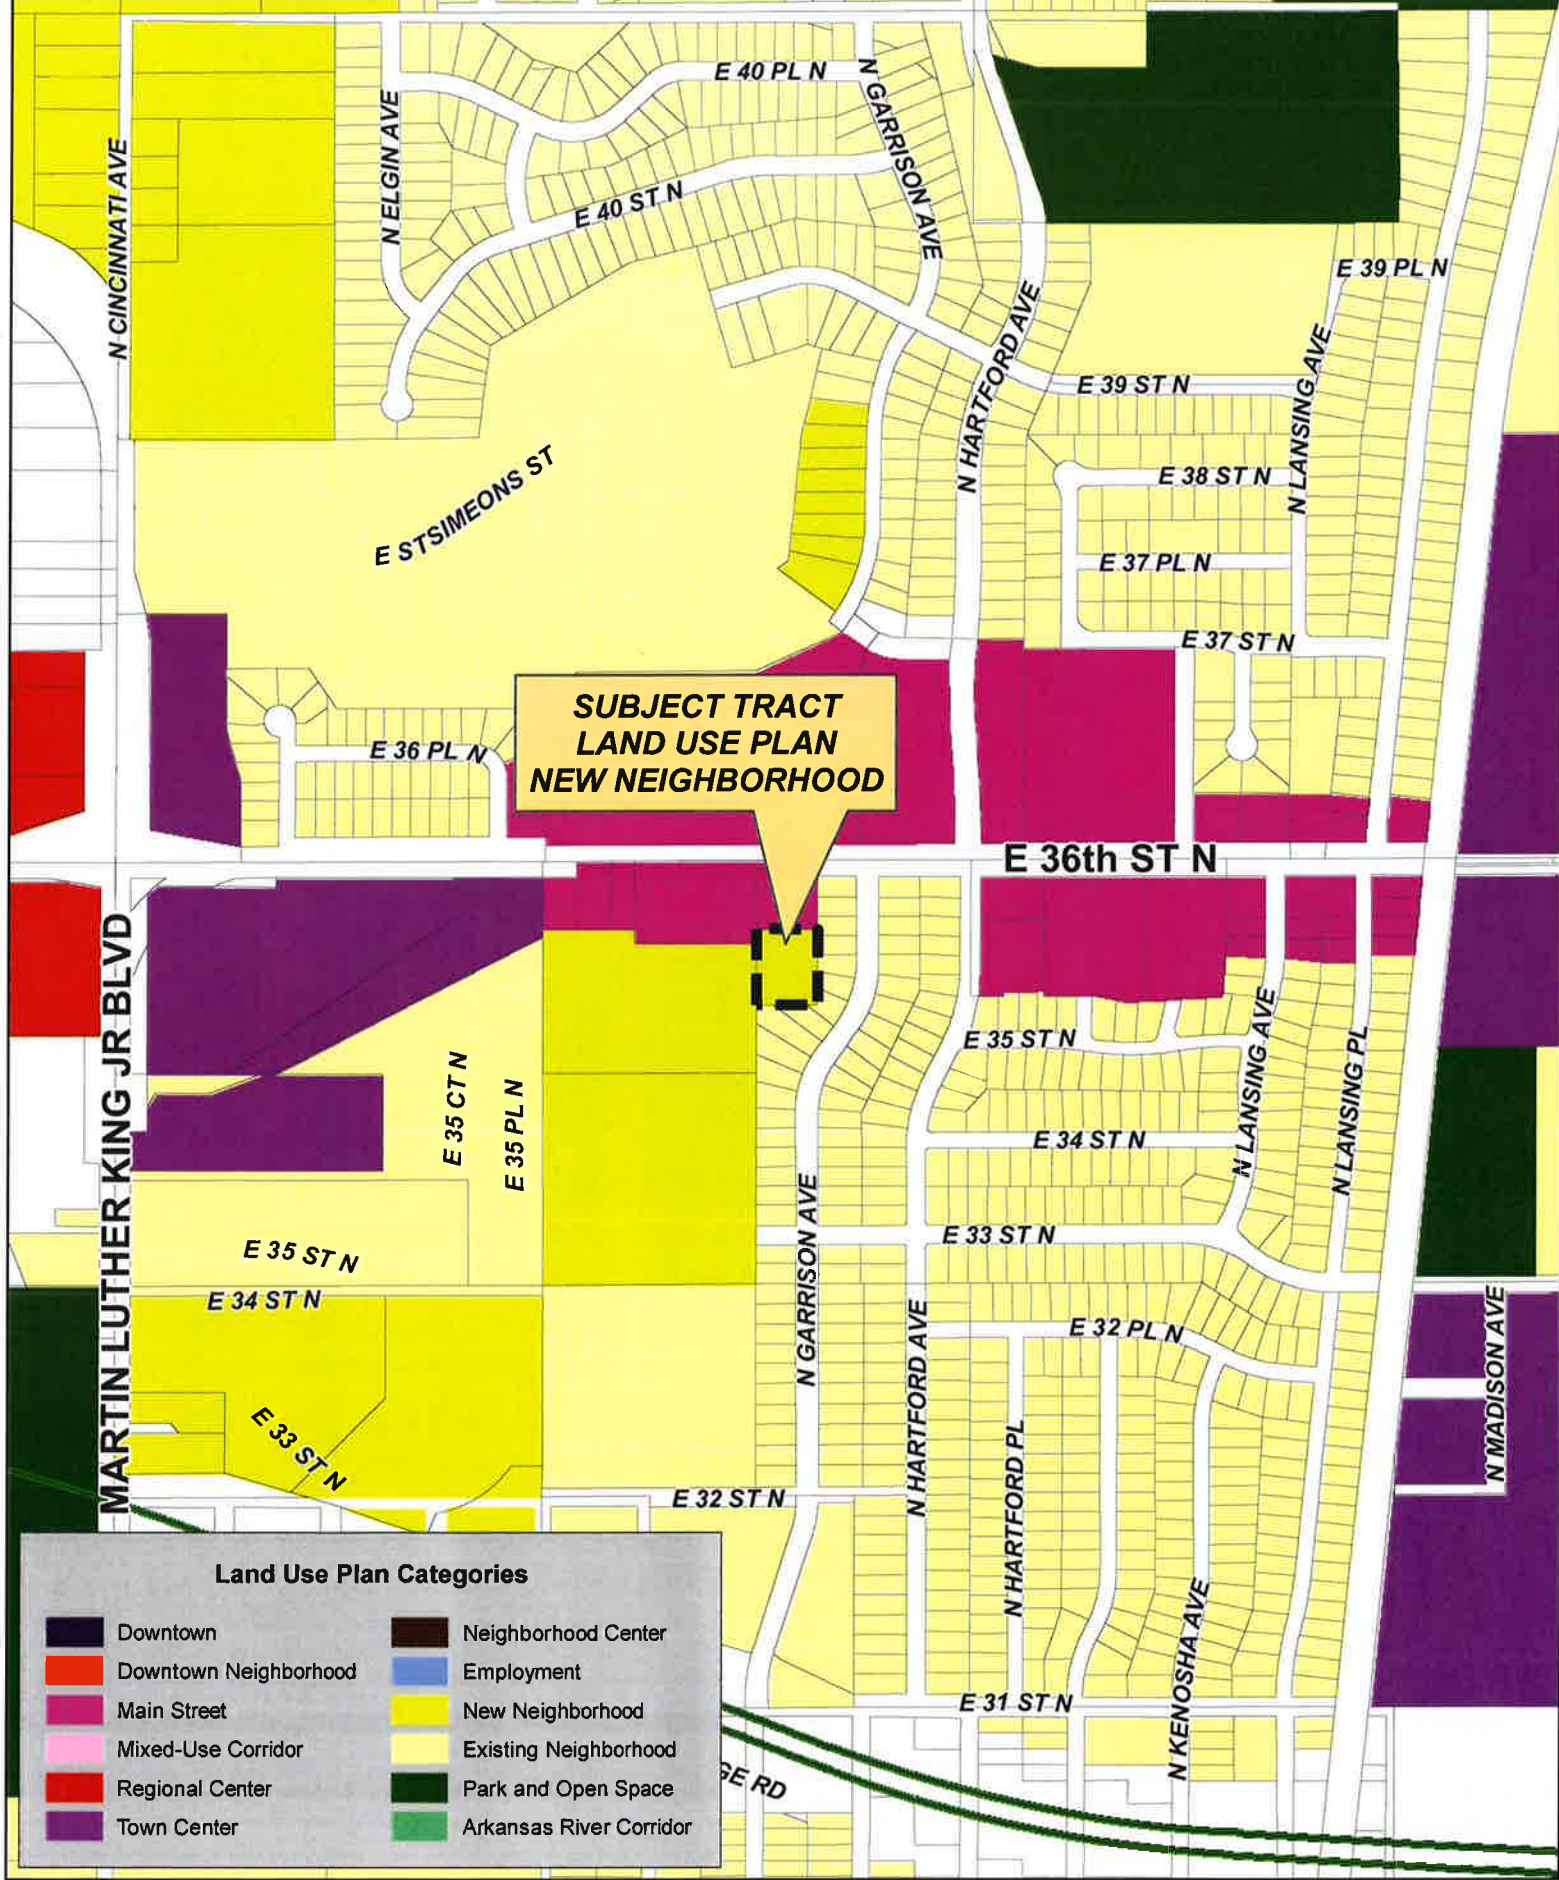 E 40 PL N
N GARRISON AVE
N ELGIN AVE
N CINCINNATI AVE
E 40 ST N
E 39 PL N
N HARTFORD AVE
N LANSING AVE
E 39 ST N
E STSIMEONS ST
E 38 ST N
E 37 PL N
E 37 ST N
E 36 PL N
SUBJECT TRACT
LAND USE PLAN
NEW NEIGHBORHOOD
E 36th ST N
MARTIN LUTHER KING JR BLVD
E 35 CT N
E 35 PL N
E 35 ST N
N LANSING AVE
N LANSING PL
E 34 ST N
N GARRISON AVE
E 33 ST N
E 35 ST N
E 34 ST N
N HARTFORD AVE
E 32 PL N
N MADISON AVE
E 33 ST N
N HARTFORD PL
E 32 ST N
N KENOSHA AVE
E 31 ST N
GE RD
Land Use Plan Categories
Downtown
Downtown Neighborhood
Main Street
Mixed-Use Corridor
Regional Center
Town Center
Neighborhood Center
Employment
New Neighborhood
Existing Neighborhood
Park and Open Space
Arkansas River Corridor